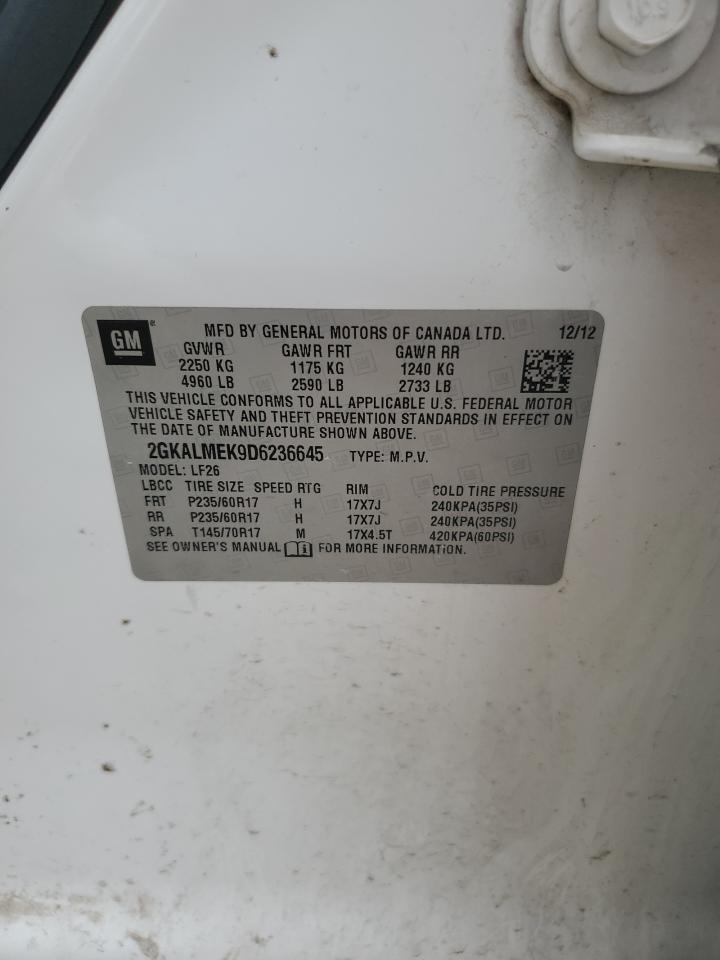 GM ®
MFD BY GENERAL MOTORS OF CANADA LTD. 12/12
GVWR GAWR FRT GAWR RR
2250 KG 1175 KG 1240 KG
4960 LB 2590 LB 2733 LB
THIS VEHICLE CONFORMS TO ALL APPLICABLE U.S. FEDERAL MOTOR
VEHICLE SAFETY AND THEFT PREVENTION STANDARDS IN EFFECT ON
THE DATE OF MANUFACTURE SHOWN ABOVE.
2GKALMEK9D6236645 TYPE: M.P.V.
MODEL: LF26
LBCC TIRE SIZE SPEED RTG RIM COLD TIRE PRESSURE
FRT P235/60R17 H 17X7J 240KPA(35PSI)
RR P235/60R17 H 17X7J 240KPA(35PSI)
SPA T145/70R17 M 17X4.5T 420KPA(60PSI)
SEE OWNER'S MANUAL FOR MORE INFORMATION.